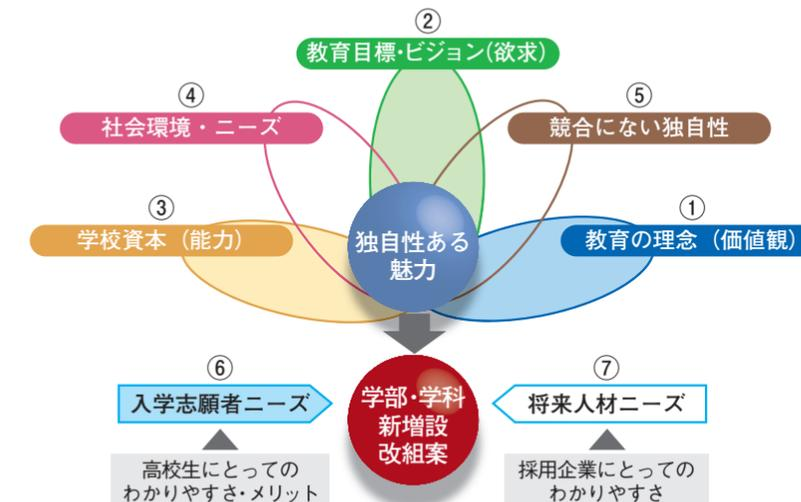 ②
教育目標・ビジョン(欲求)
④
社会環境・ニーズ
⑤
競合にない独自性
③
学校資本（能力）
①
教育の理念（価値観）
独自性ある
魅力
⑥
入学志願者ニーズ
学部・学科
新増設
改組案
⑦
将来人材ニーズ
高校生にとっての
わかりやすさ・メリット
採用企業にとっての
わかりやすさ